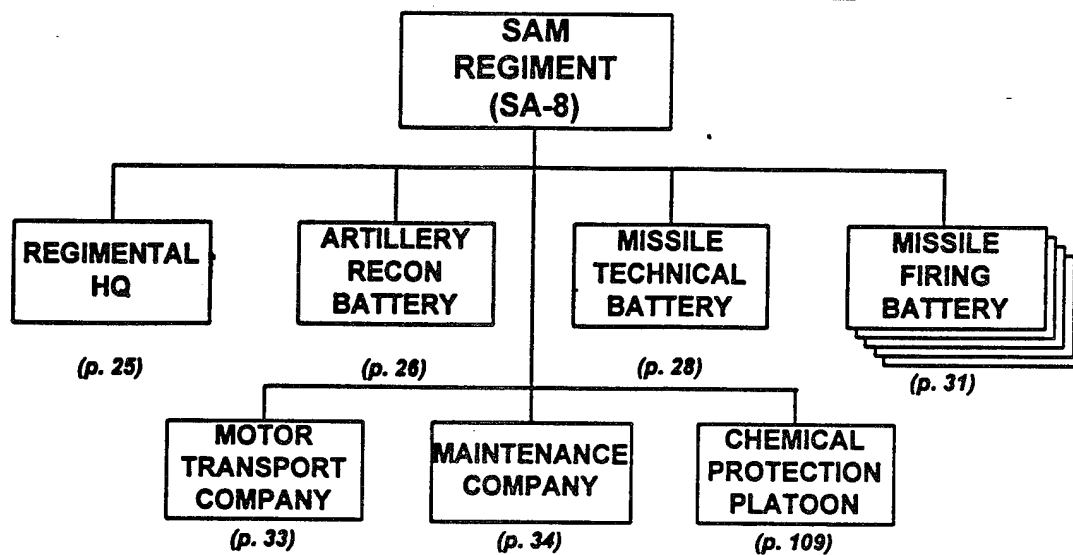 SAM
REGIMENT
(SA-8)
REGIMENTAL
HQ
(p. 25)
ARTILLERY
RECON
BATTERY
(p. 26)
MISSILE
TECHNICAL
BATTERY
(p. 28)
MISSILE
FIRING
BATTERY
(p. 31)
MOTOR
TRANSPORT
COMPANY
(p. 33)
MAINTENANCE
COMPANY
(p. 34)
CHEMICAL
PROTECTION
PLATOON
(p. 109)